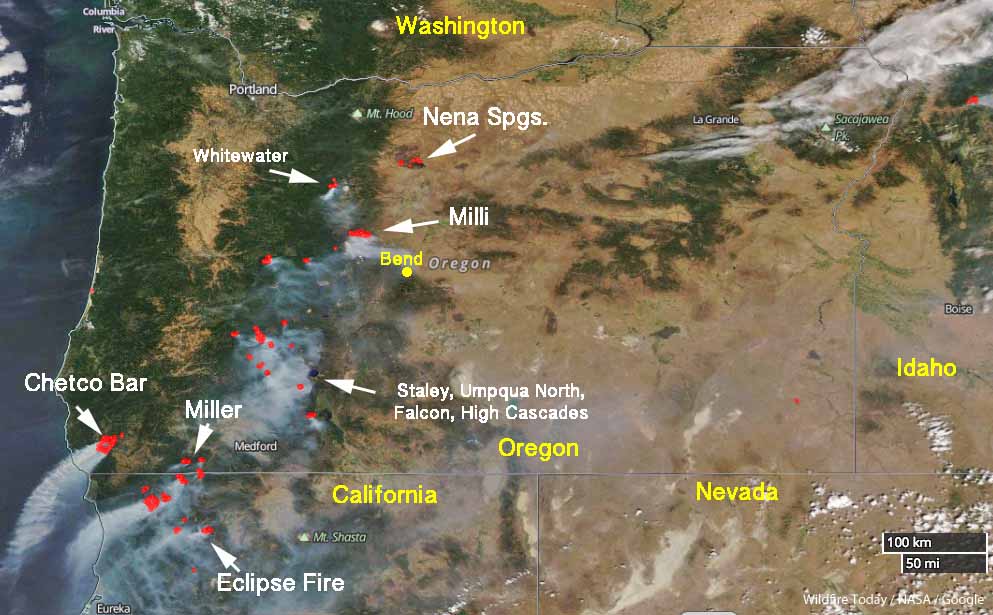 Columbia
River
Washington
Portland
Mt. Hood
Nena Spgs.
La Grande
Sacajawea
Pk.
Whitewater
Milli
Bend
Oregon
Boise
Idaho
Chetco Bar
Staley, Umpqua North,
Falcon, High Cascades
Miller
Medford
Oregon
California
Nevada
Mt. Shasta
100 km
50 mi
Eclipse Fire
Eureka
Wildfire Today / NASA / Google